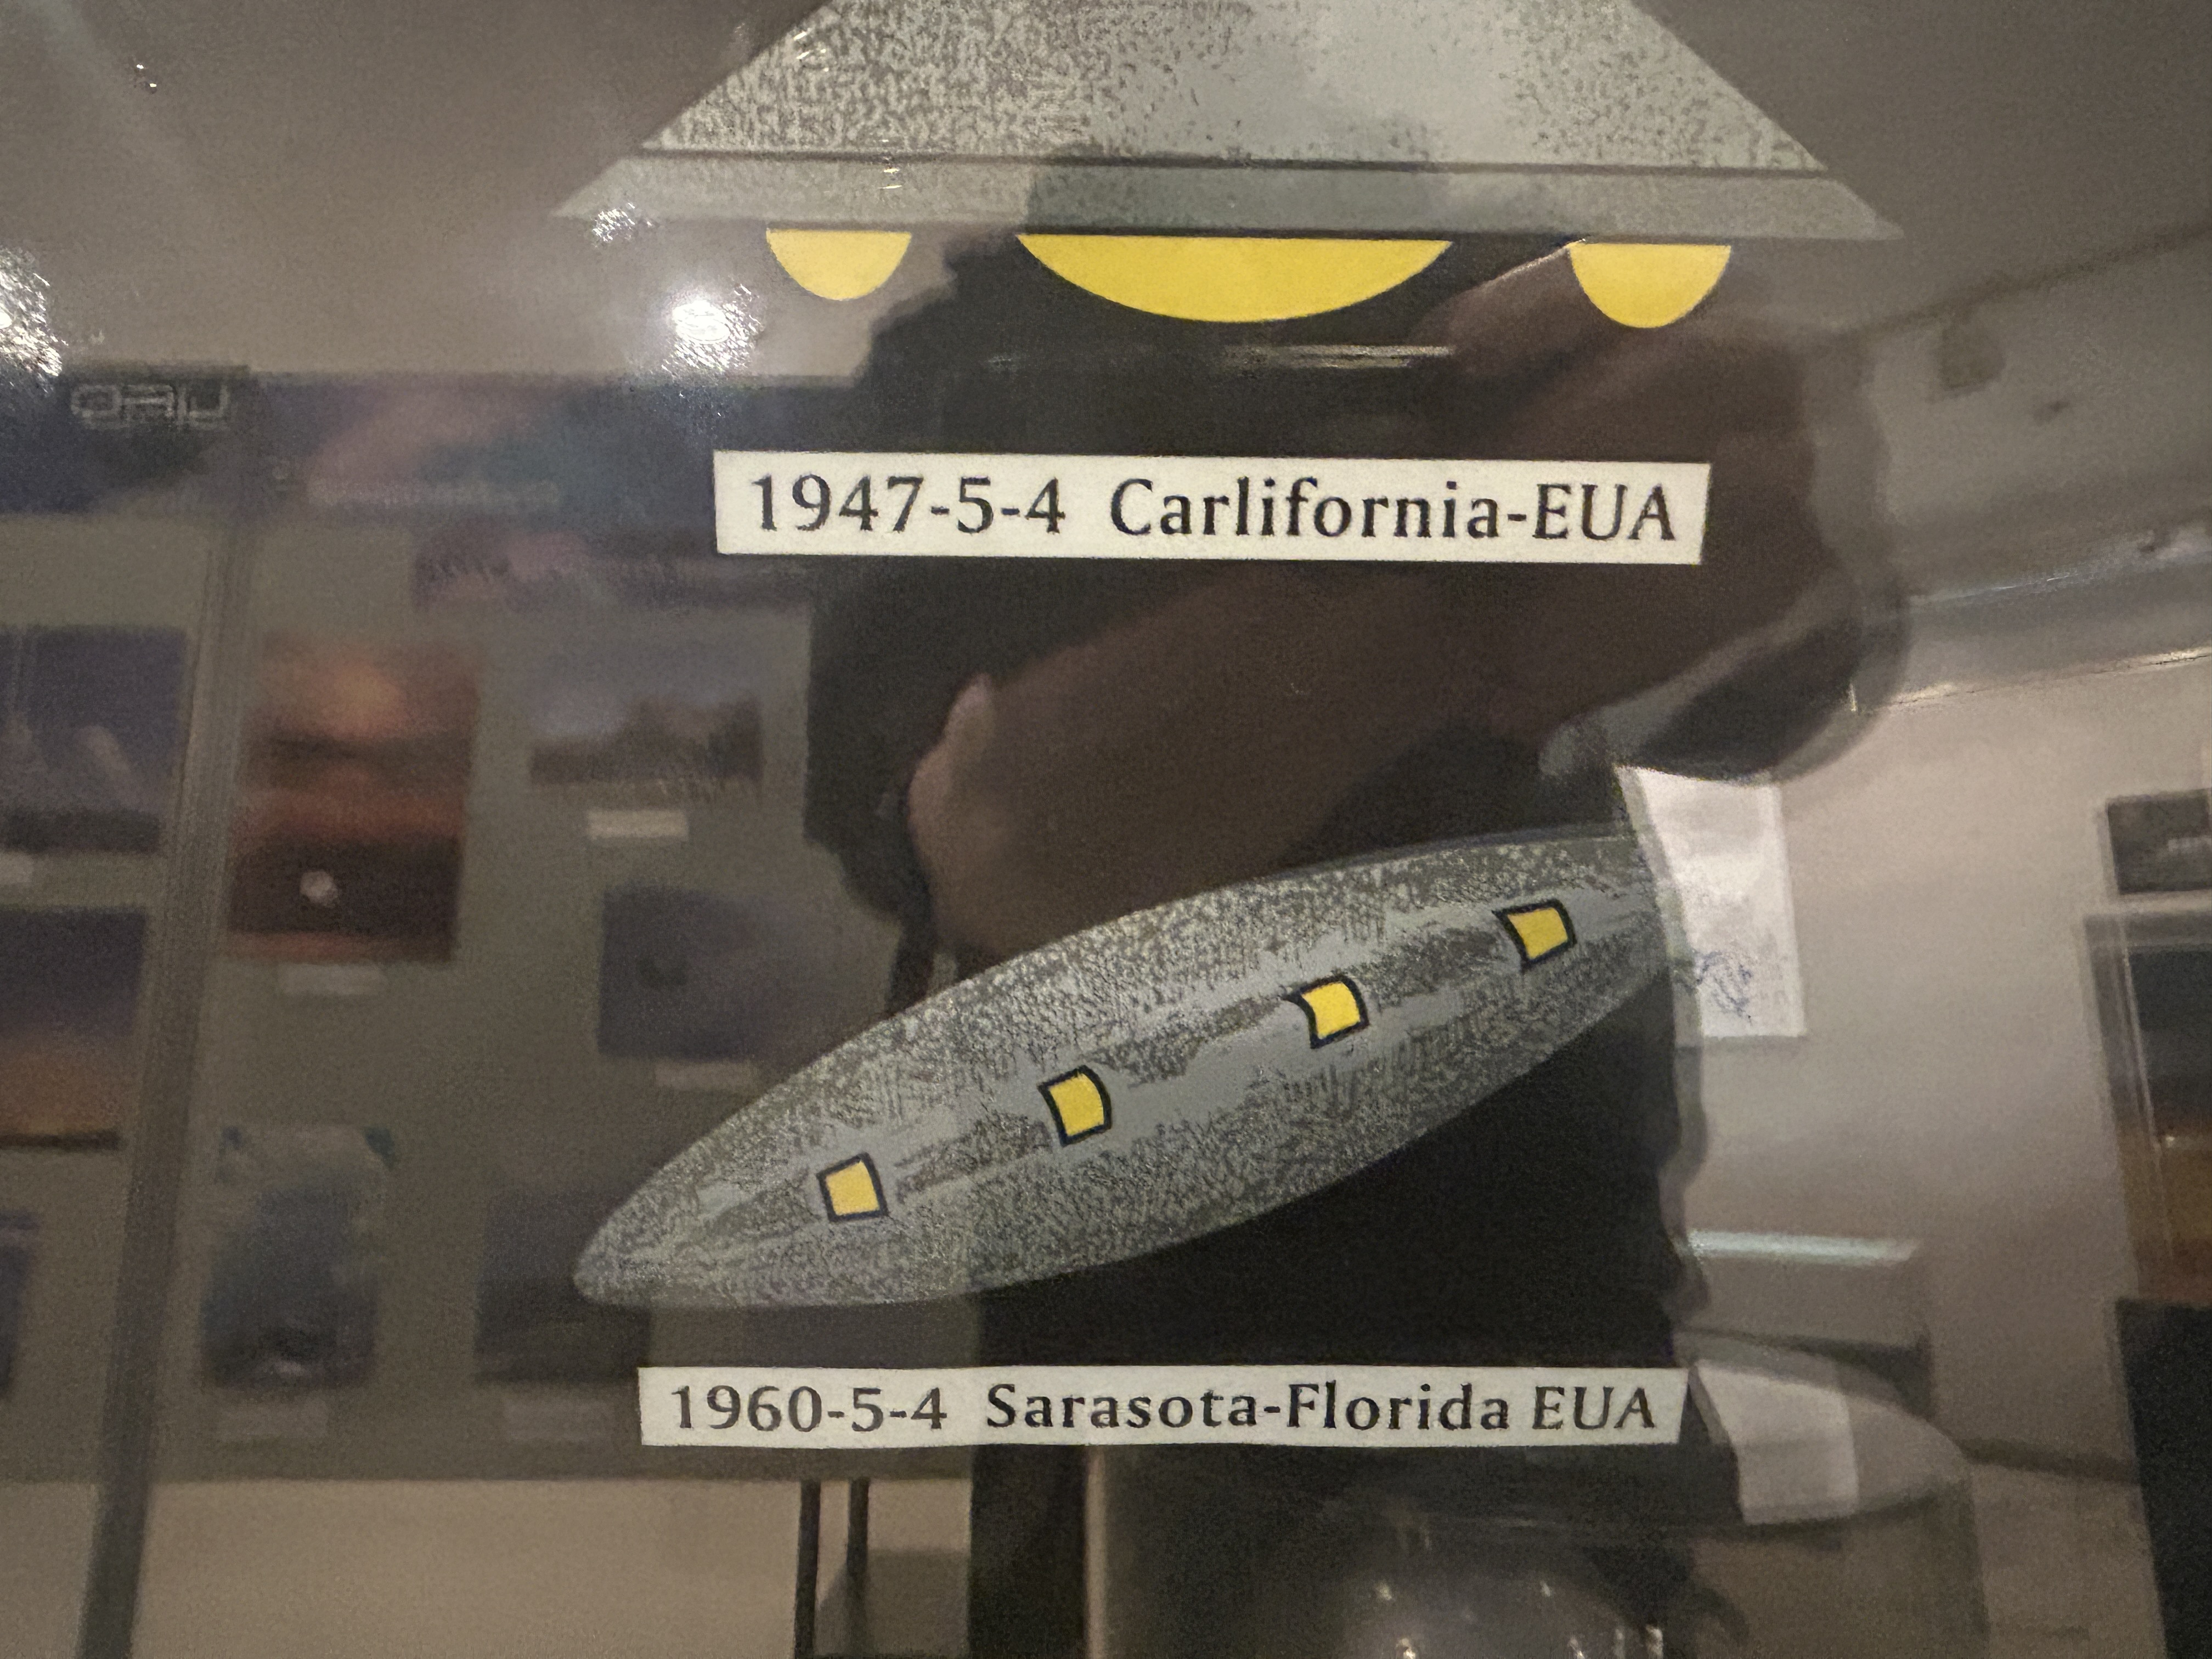 1947-5-4 Carlifornia-EUA
1960-5-4 Sarasota-Florida EUA